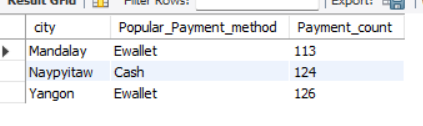 Result Grid Filter Rows: Export:
city Popular_Payment_method Payment_count
Mandalay Ewallet 113
Naypyitaw Cash 124
Yangon Ewallet 126